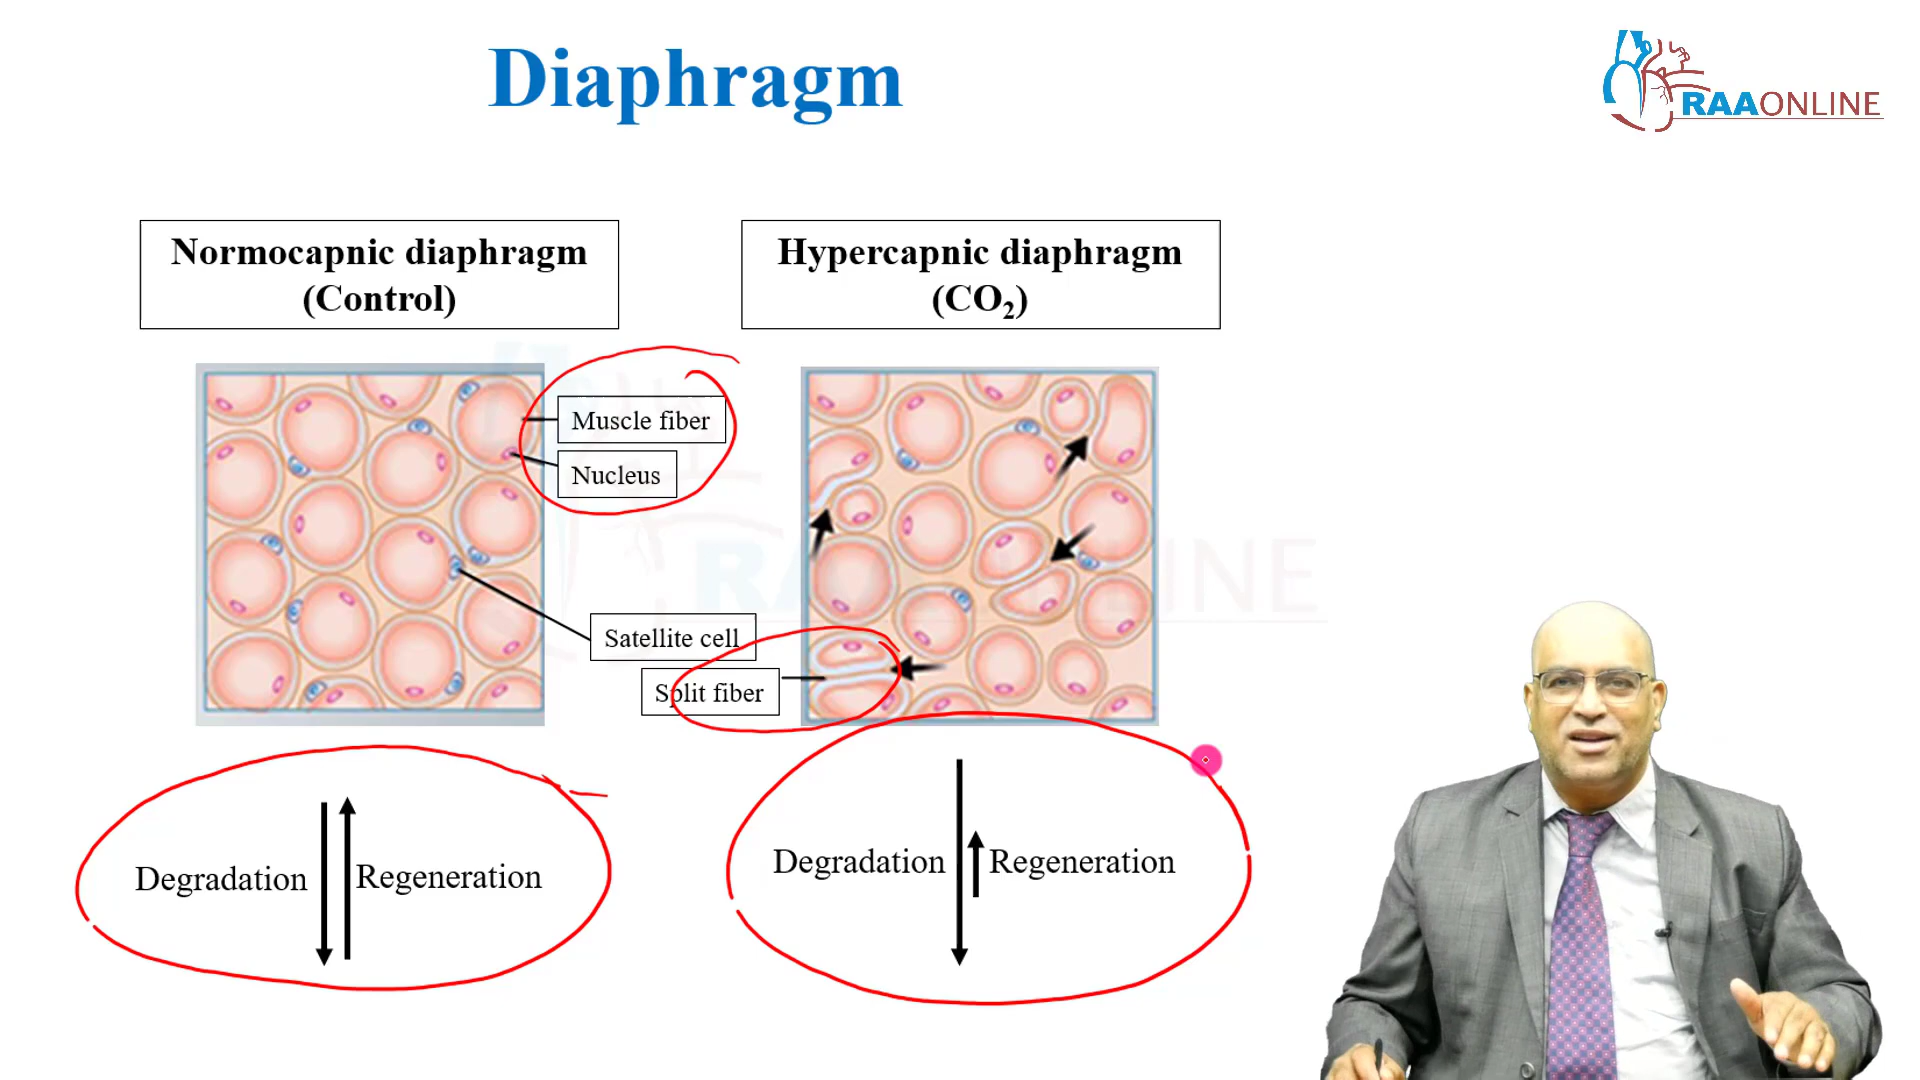 Diaphragm
RAAONLINE
Normocapnic diaphragm
(Control)
Hypercapnic diaphragm
(CO₂)
Muscle fiber
Nucleus
Satellite cell
Split fiber
RAAONLINE
Degradation
Regeneration
Degradation
Regeneration